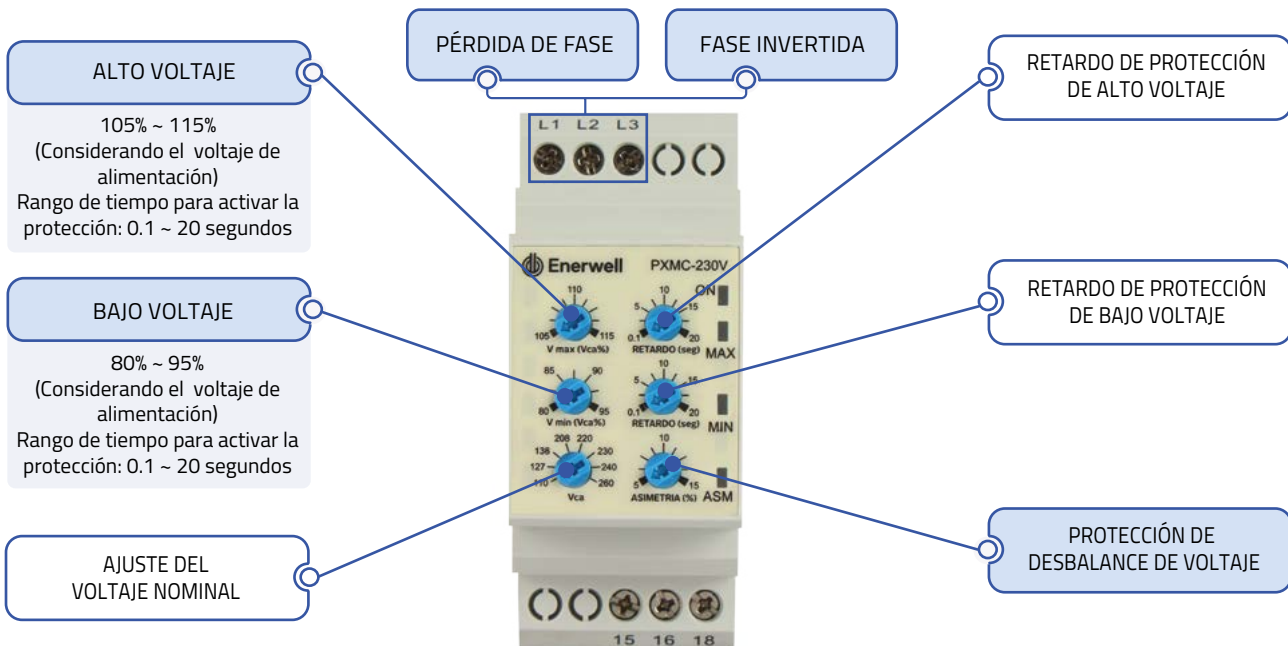 PÉRDIDA DE FASE
FASE INVERTIDA
ALTO VOLTAJE
105% ~ 115%
(Considerando el voltaje de
alimentación)
Rango de tiempo para activar la
protección: 0.1 ~ 20 segundos
BAJO VOLTAJE
80% ~ 95%
(Considerando el voltaje de
alimentación)
Rango de tiempo para activar la
protección: 0.1 ~ 20 segundos
AJUSTE DEL
VOLTAJE NOMINAL
L1 L2 L3
Enerwell PXMC-230V
110
105 115
V max (Vca%)
10
5 15
0.1 20
RETARDO (seg)
ON
MAX
85 90
80 95
V min (Vca%)
10
5 15
0.1 20
RETARDO (seg)
MIN
208 220
138 230
127 240
110 260
Vca
10
5 15
ASIMETRIA (%)
ASM
15 16 18
RETARDO DE PROTECCIÓN
DE ALTO VOLTAJE
RETARDO DE PROTECCIÓN
DE BAJO VOLTAJE
PROTECCIÓN DE
DESBALANCE DE VOLTAJE